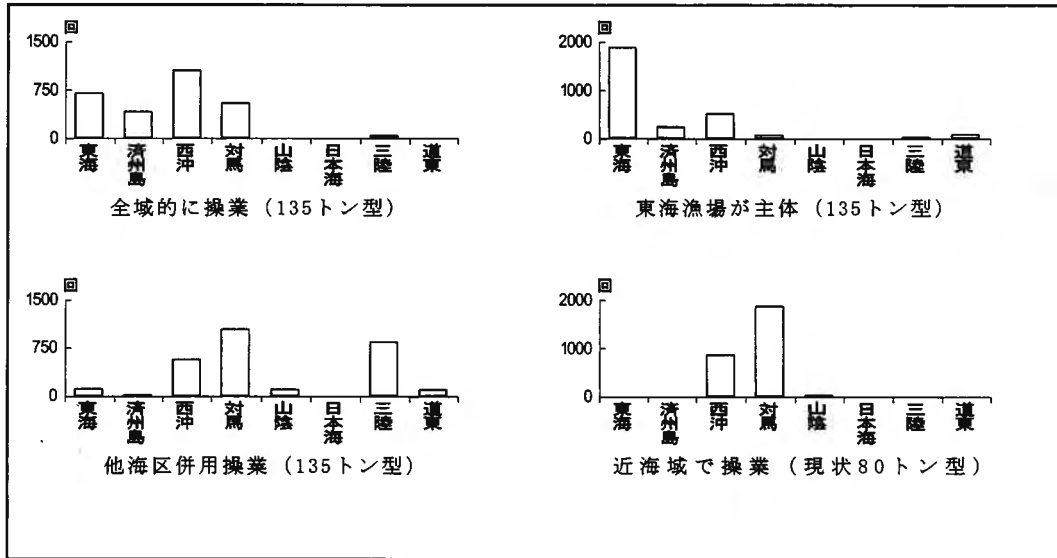 回
1500
750
0
東海 済州島 西沖 対馬 山陰 日本海 三陸 道東
全域的に操業（135トン型）
回
2000
1000
0
東海 済州島 西沖 対馬 山陰 日本海 三陸 道東
東海漁場が主体（135トン型）
回
1500
750
0
東海 済州島 西沖 対馬 山陰 日本海 三陸 道東
他海区併用操業（135トン型）
回
2000
1000
0
東海 済州島 西沖 対馬 山陰 日本海 三陸 道東
近海域で操業（現状80トン型）